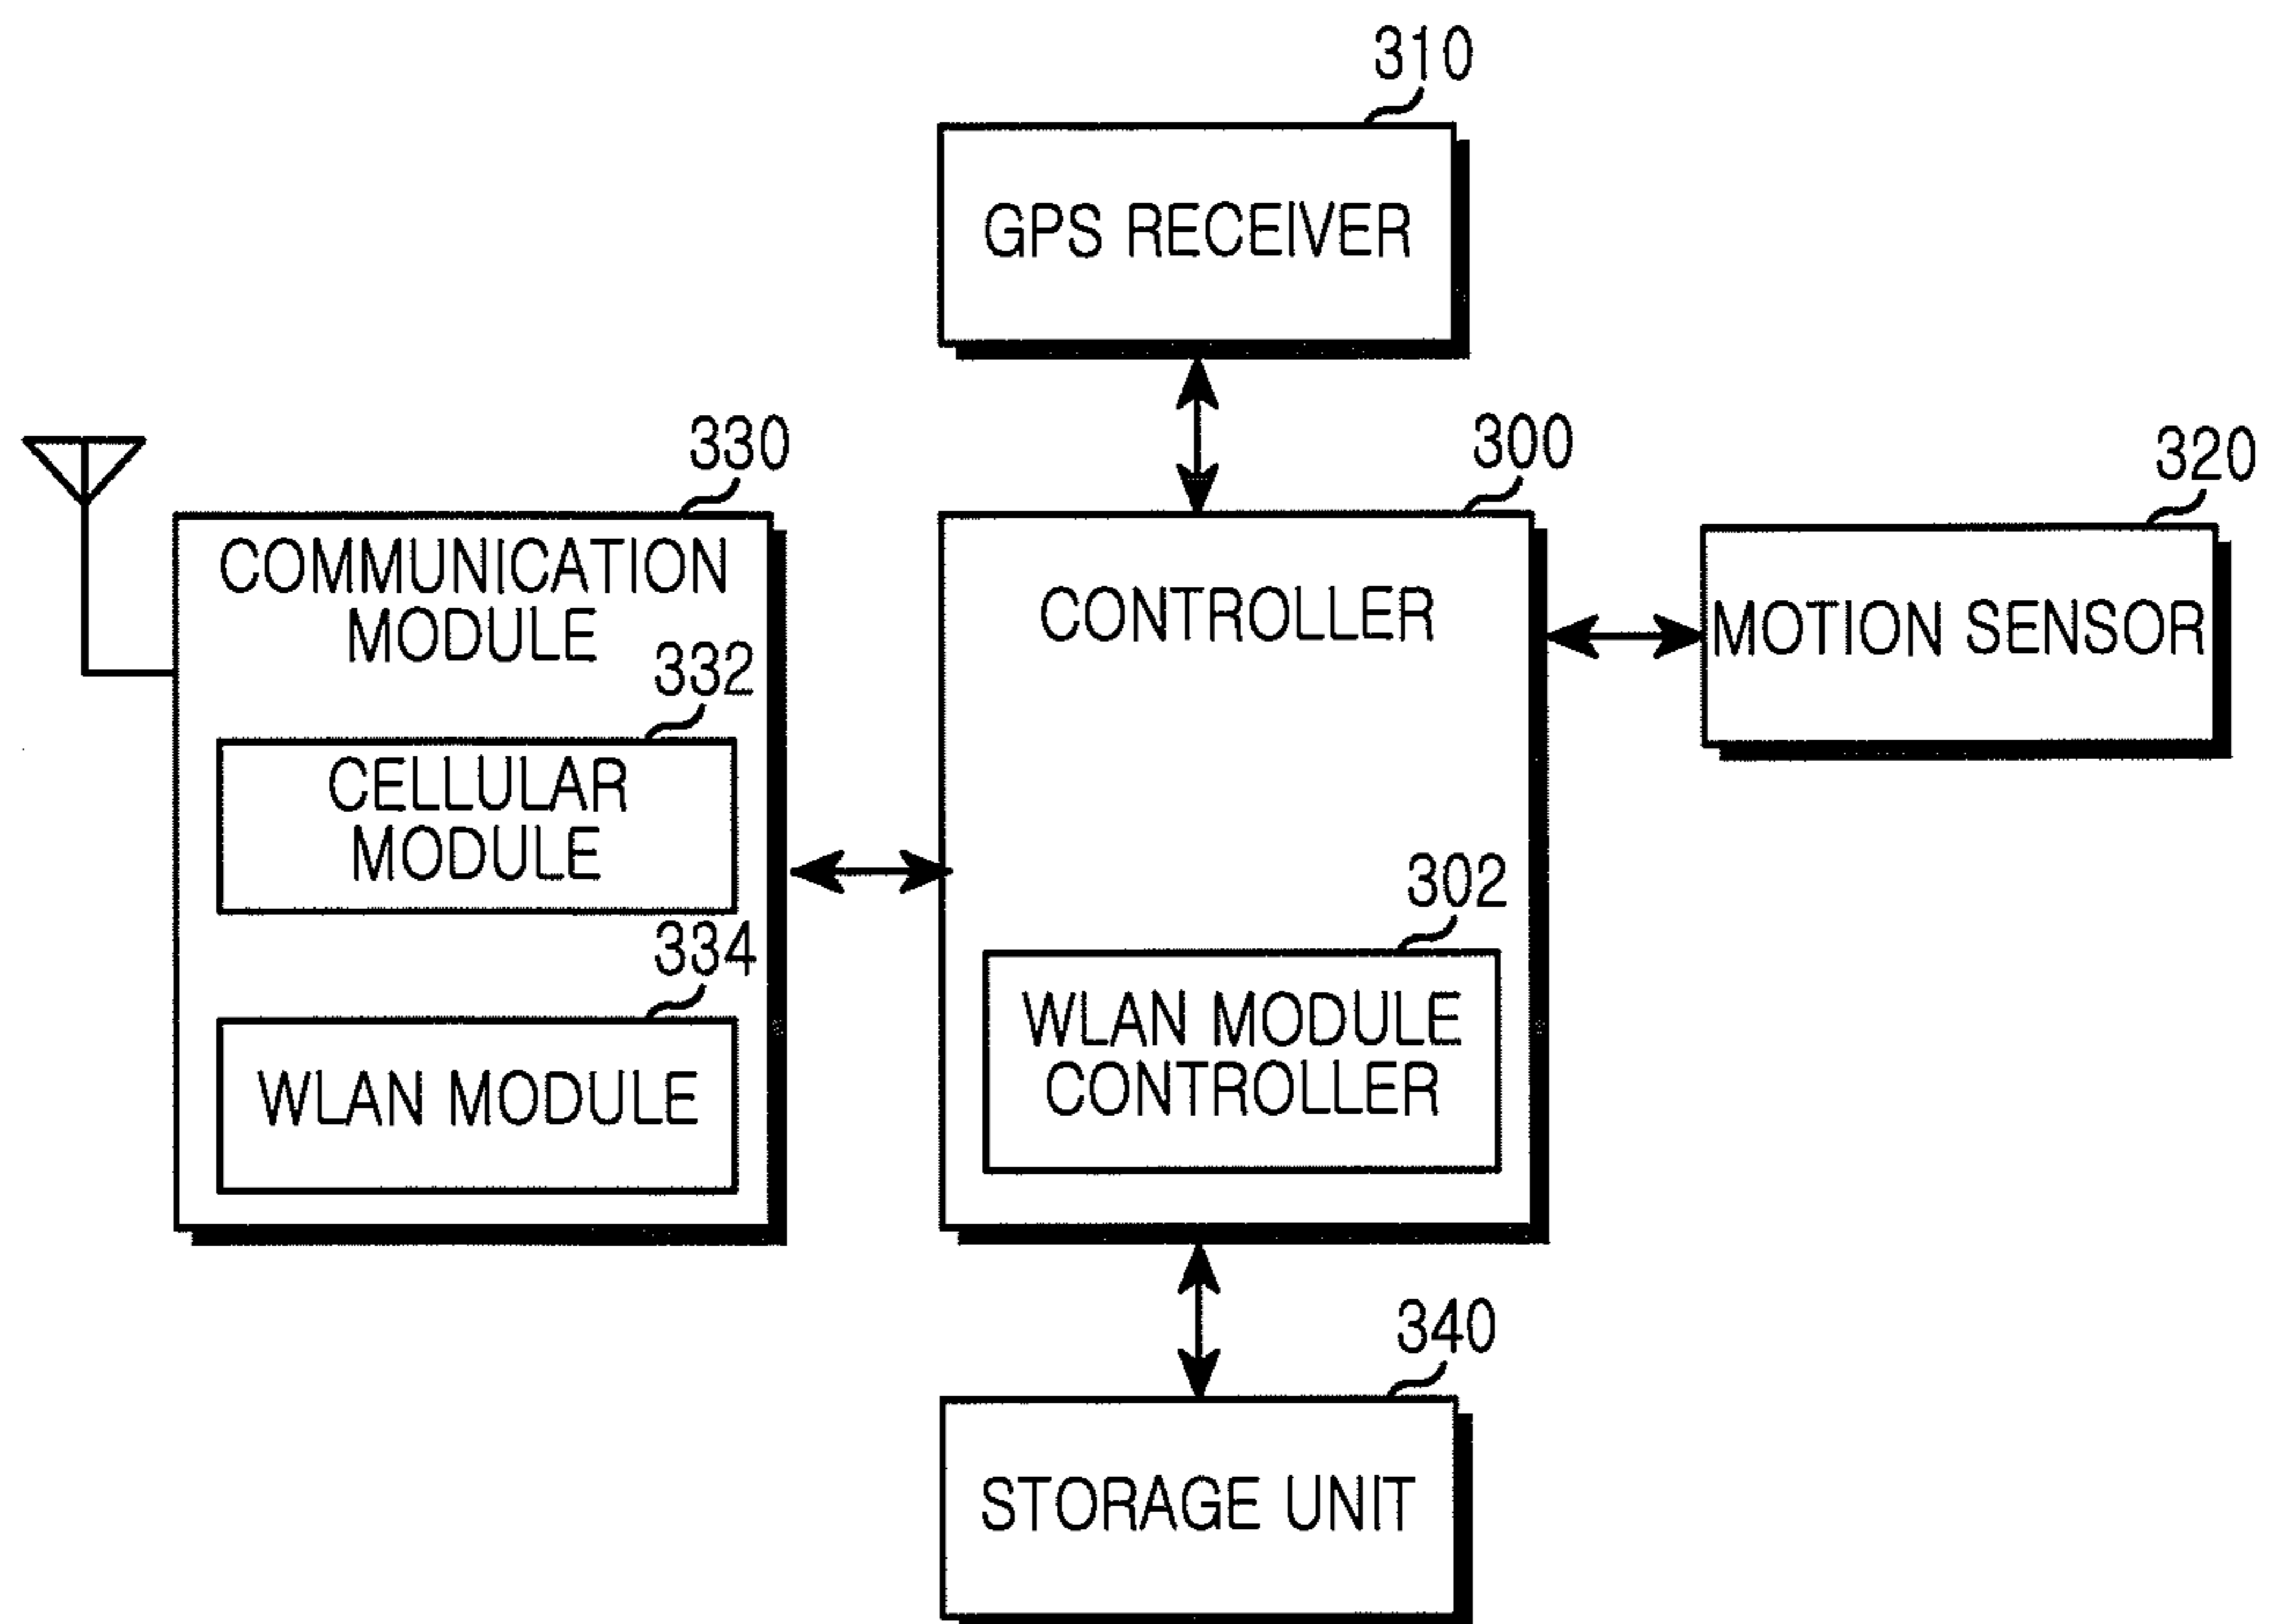 310
GPS RECEIVER
330
COMMUNICATION
MODULE
332
CELLULAR
MODULE
334
WLAN MODULE
300
CONTROLLER
302
WLAN MODULE
CONTROLLER
320
MOTION SENSOR
340
STORAGE UNIT